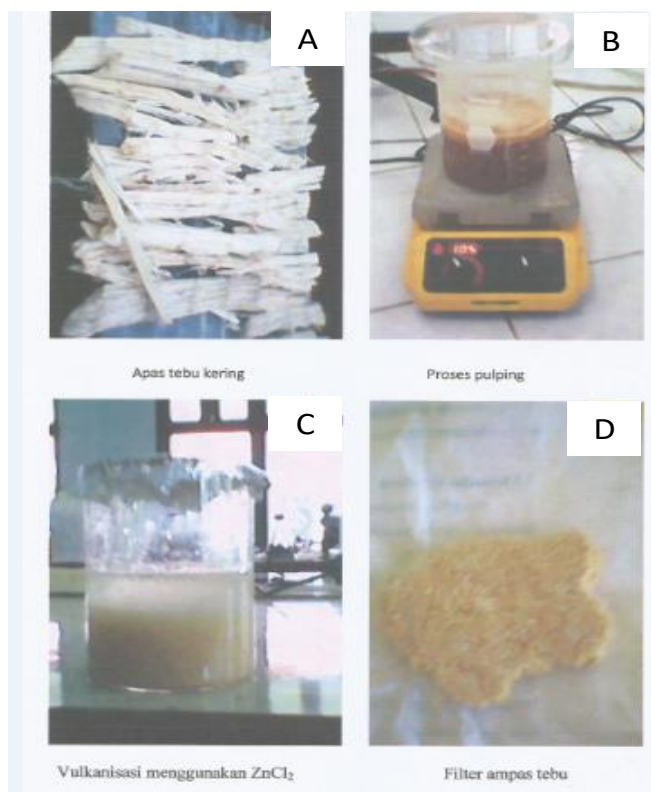 A
B
Apas tebu kering
Proses pulping
C
D
Vulkanisasi menggunakan ZnCl₂
Filter ampas tebu